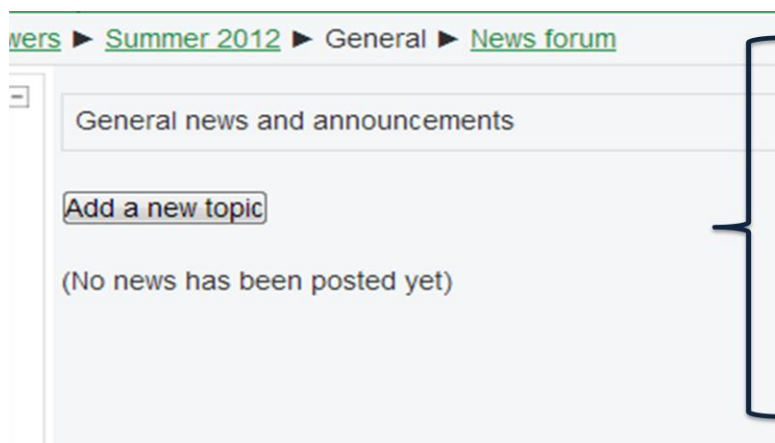 wers ► Summer 2012 ► General ► News forum
General news and announcements
Add a new topic
(No news has been posted yet)